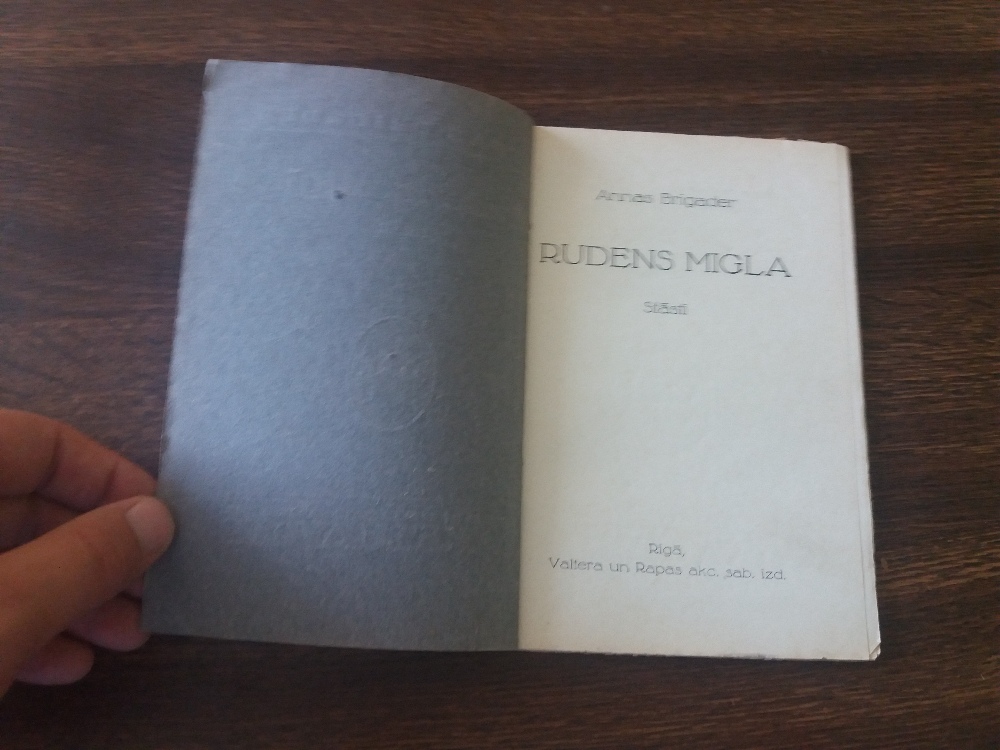 Annas Brigader
RUDENS MIGLA
Stāsti
Rīgā,
Valtera un Rapas akc. sab. izd.